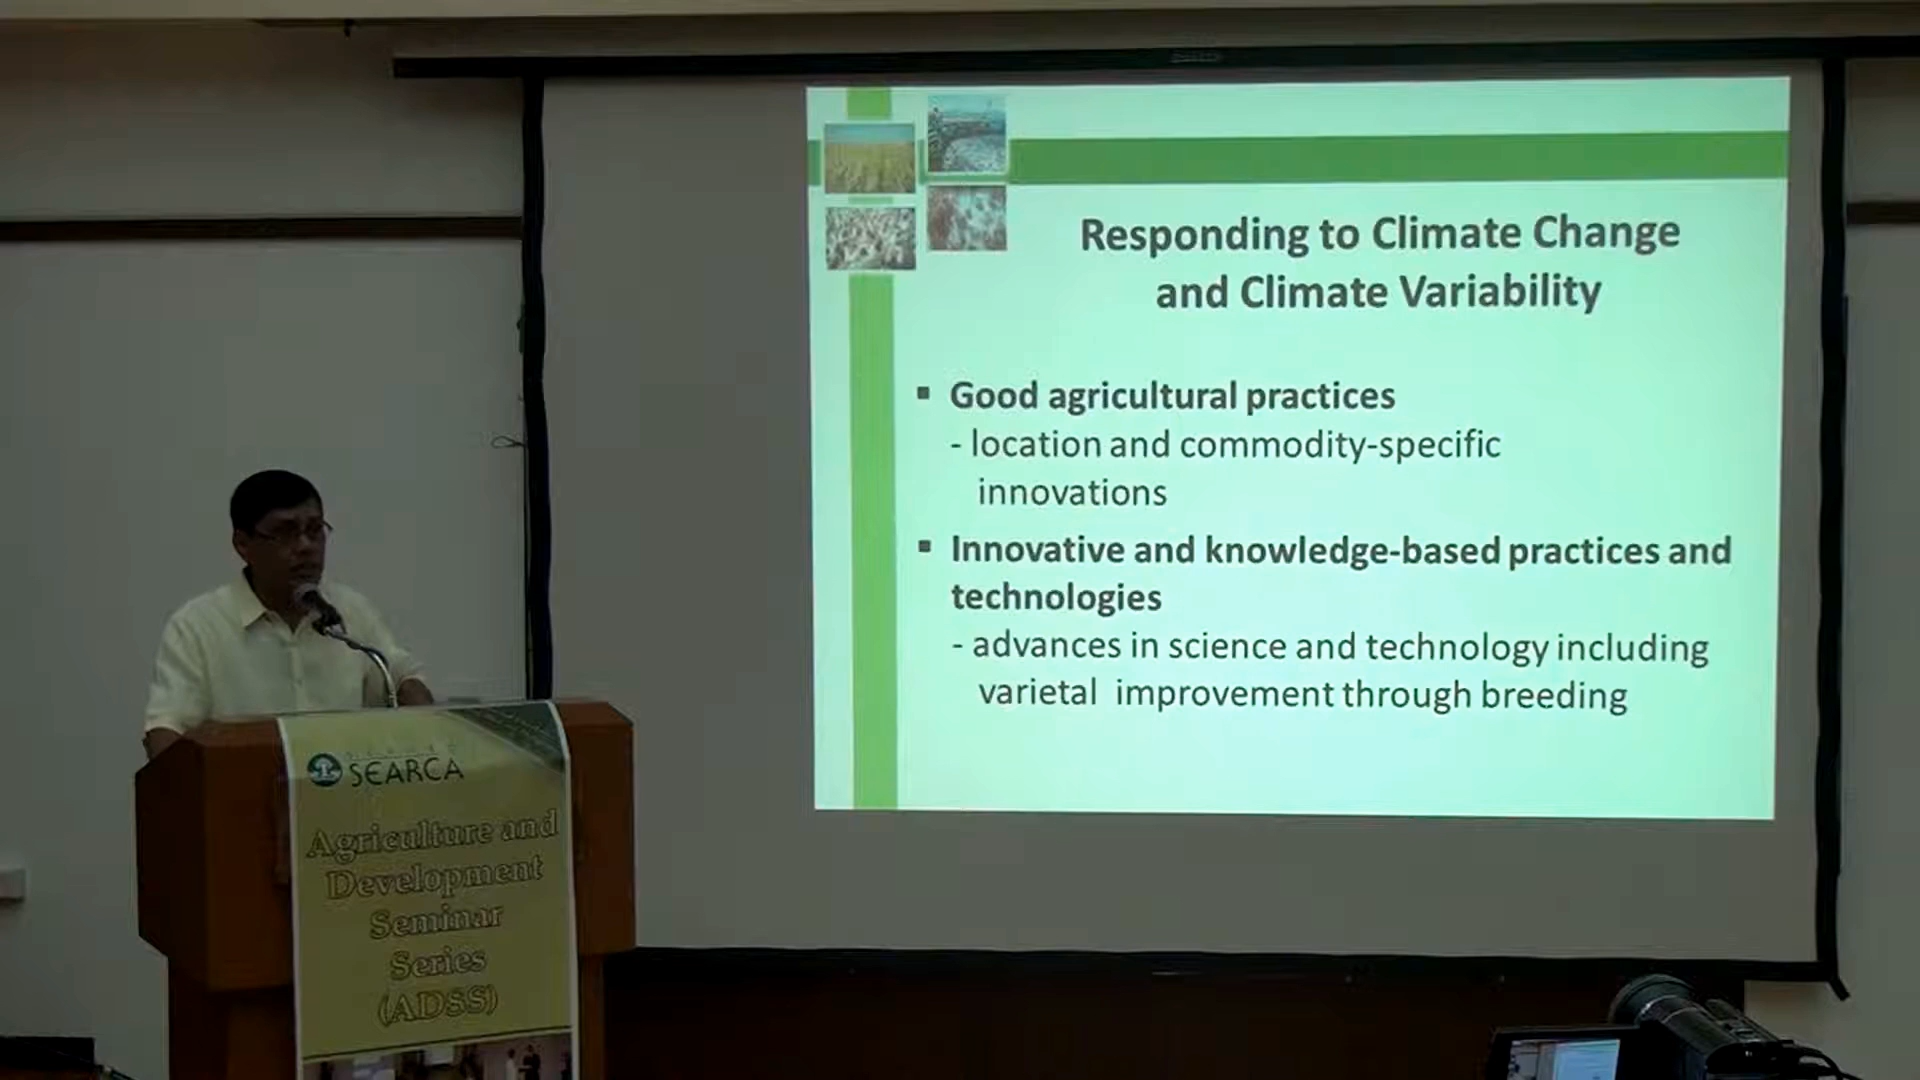 Responding to Climate Change
and Climate Variability
▪ Good agricultural practices
- location and commodity-specific
innovations
▪ Innovative and knowledge-based practices and
technologies
- advances in science and technology including
varietal improvement through breeding
SEARCA
Agriculture and
Development
Seminar
Series
(ADSS)